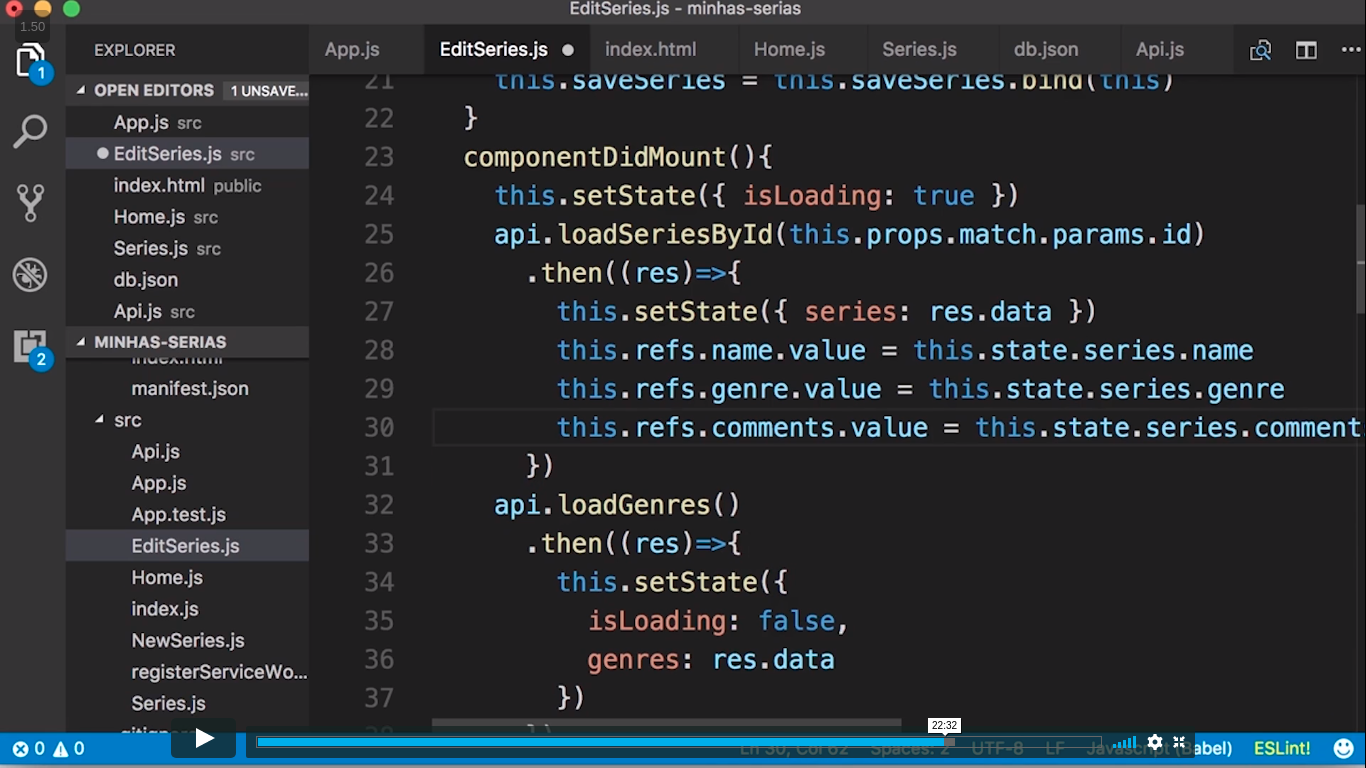 EditSeries.js - minhas-serias
1.50
EXPLORER
App.js EditSeries.js index.html Home.js Series.js db.json Api.js
1
OPEN EDITORS 1 UNSAVE...
App.js src
EditSeries.js src
index.html public
Home.js src
Series.js src
db.json
Api.js src
2
MINHAS-SERIAS
index.html
manifest.json
src
Api.js
App.js
App.test.js
EditSeries.js
Home.js
index.js
NewSeries.js
registerServiceWo...
Series.js
.gitignore
21 this.saveSeries = this.saveSeries.bind(this)
22 }
23 componentDidMount(){
24 this.setState({ isLoading: true })
25 api.loadSeriesById(this.props.match.params.id)
26 .then((res)=>{
27 this.setState({ series: res.data })
28 this.refs.name.value = this.state.series.name
29 this.refs.genre.value = this.state.series.genre
30 this.refs.comments.value = this.state.series.comment
31 })
32 api.loadGenres()
33 .then((res)=>{
34 this.setState({
35 isLoading: false,
36 genres: res.data
37 })
38 })
22:32
0 0 Ln 30, Col 62 Spaces: 2 UTF-8 LF Javascript (Babel) ESLint!